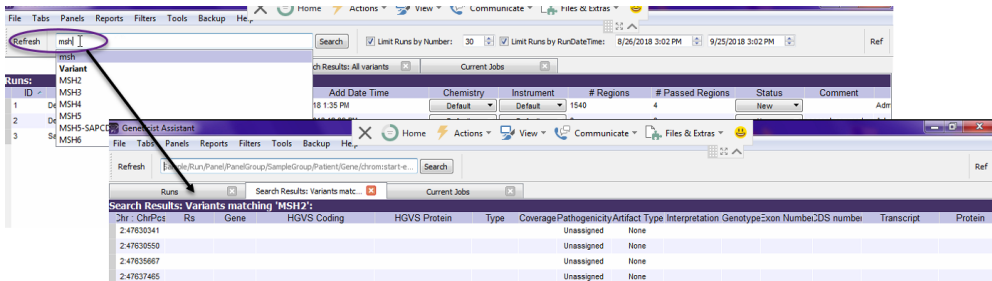 Home Actions View Communicate Files & Extras
File Tabs Panels Reports Filters Tools Backup He
Refresh msh Search Limit Runs by Number: 30 Limit Runs by RunDateTime: 8/26/2018 3:02 PM 9/25/2018 3:02 PM Ref
msh
Variant
MSH2
MSH3
MSH4
MSH5
MSH5-SAPCD
MSH6
ch Results: All variants Current Jobs
Runs:
ID Add Date Time Chemistry Instrument # Regions # Passed Regions Status Comment
1 De 18 1:35 PM Default Default 1540 4 New Adm
2 De
3 Sa
Geneticist Assistant Home Actions View Communicate Files & Extras
File Tabs Panels Reports Filters Tools Backup He
Refresh Sample/Run/Panel/PanelGroup/SampleGroup/Patient/Gene/chrom:start-e... Search Ref
Runs Search Results: Variants matc... Current Jobs
Search Results: Variants matching 'MSH2':
Chr : ChrPos Rs Gene HGVS Coding HGVS Protein Type Coverage Pathogenicity Artifact Type Interpretation Genotype Exon Number CDS number Transcript Protein
2:47630341 Unassigned None
2:47630550 Unassigned None
2:47635667 Unassigned None
2:47637465 Unassigned None